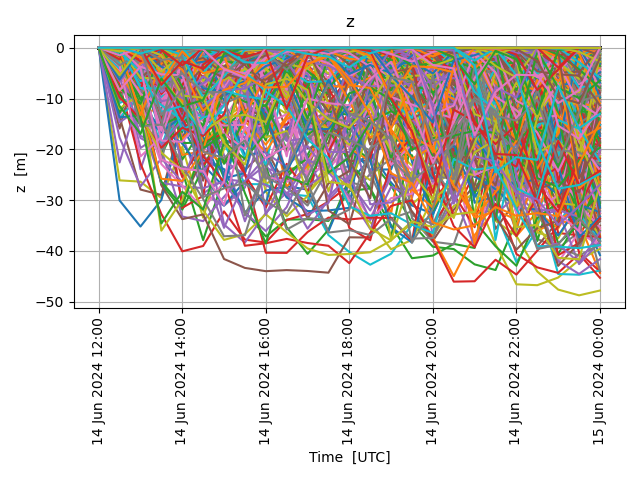 z
0
−10
−20
−30
−40
−50
z [m]
14 Jun 2024 12:00
14 Jun 2024 14:00
14 Jun 2024 16:00
14 Jun 2024 18:00
14 Jun 2024 20:00
14 Jun 2024 22:00
15 Jun 2024 00:00
Time [UTC]